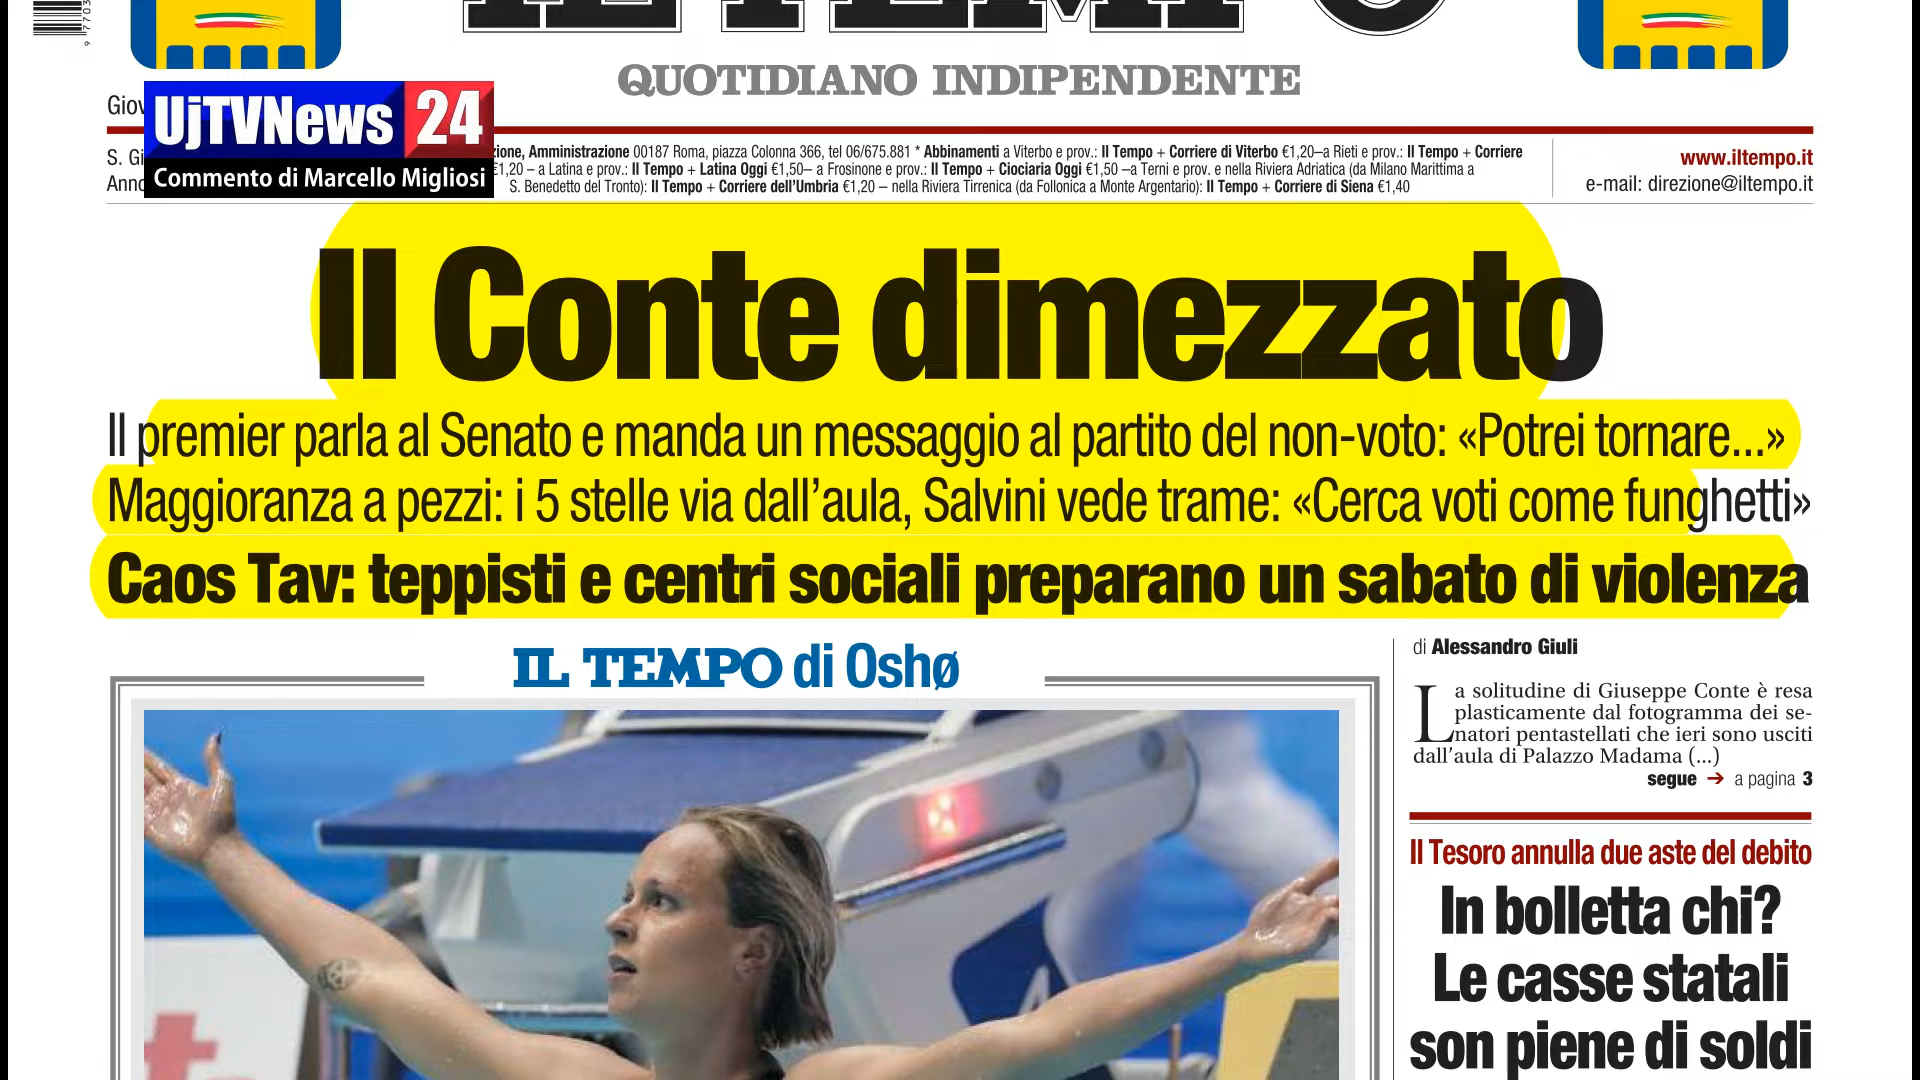 IL TEMPO
QUOTIDIANO INDIPENDENTE
Giov
UjTVNews 24
Commento di Marcello Migliosi
S. Gi
Anno
zione, Amministrazione 00187 Roma, piazza Colonna 366, tel 06/675.881 * Abbinamenti a Viterbo e prov.: Il Tempo + Corriere di Viterbo €1,20–a Rieti e prov.: Il Tempo + Corriere
€1,20 – a Latina e prov.: Il Tempo + Latina Oggi €1,50– a Frosinone e prov.: Il Tempo + Ciociaria Oggi €1,50 –a Terni e prov. e nella Riviera Adriatica (da Milano Marittima a
S. Benedetto del Tronto): Il Tempo + Corriere dell'Umbria €1,20 – nella Riviera Tirrenica (da Follonica a Monte Argentario): Il Tempo + Corriere di Siena €1,40
www.iltempo.it
e-mail: direzione@iltempo.it
Il Conte dimezzato
Il premier parla al Senato e manda un messaggio al partito del non-voto: «Potrei tornare...»
Maggioranza a pezzi: i 5 stelle via dall'aula, Salvini vede trame: «Cerca voti come funghetti»
Caos Tav: teppisti e centri sociali preparano un sabato di violenza
IL TEMPO di Oshø
di Alessandro Giuli
La solitudine di Giuseppe Conte è resa
plasticamente dal fotogramma dei se-
natori pentastellati che ieri sono usciti
dall'aula di Palazzo Madama (...)
segue ➔ a pagina 3
Il Tesoro annulla due aste del debito
In bolletta chi?
Le casse statali
son piene di soldi